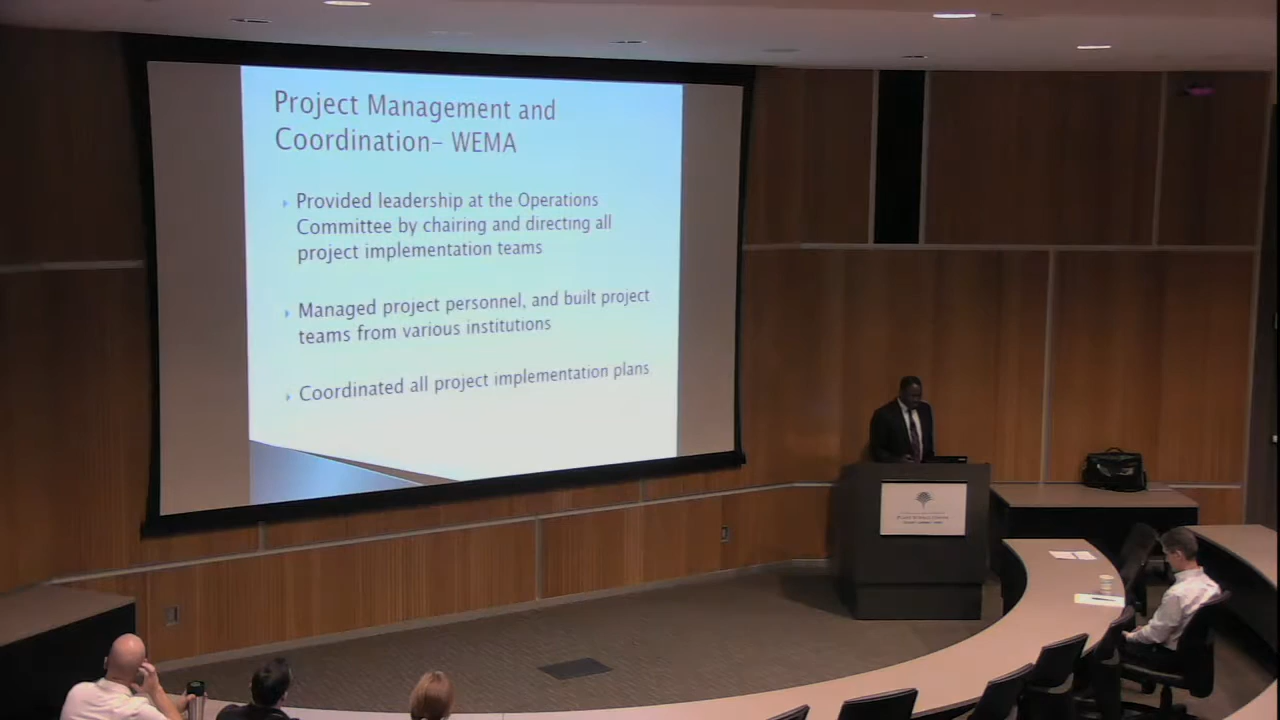 Project Management and
Coordination– WEMA
Provided leadership at the Operations
Committee by chairing and directing all
project implementation teams
Managed project personnel, and built project
teams from various institutions
Coordinated all project implementation plans